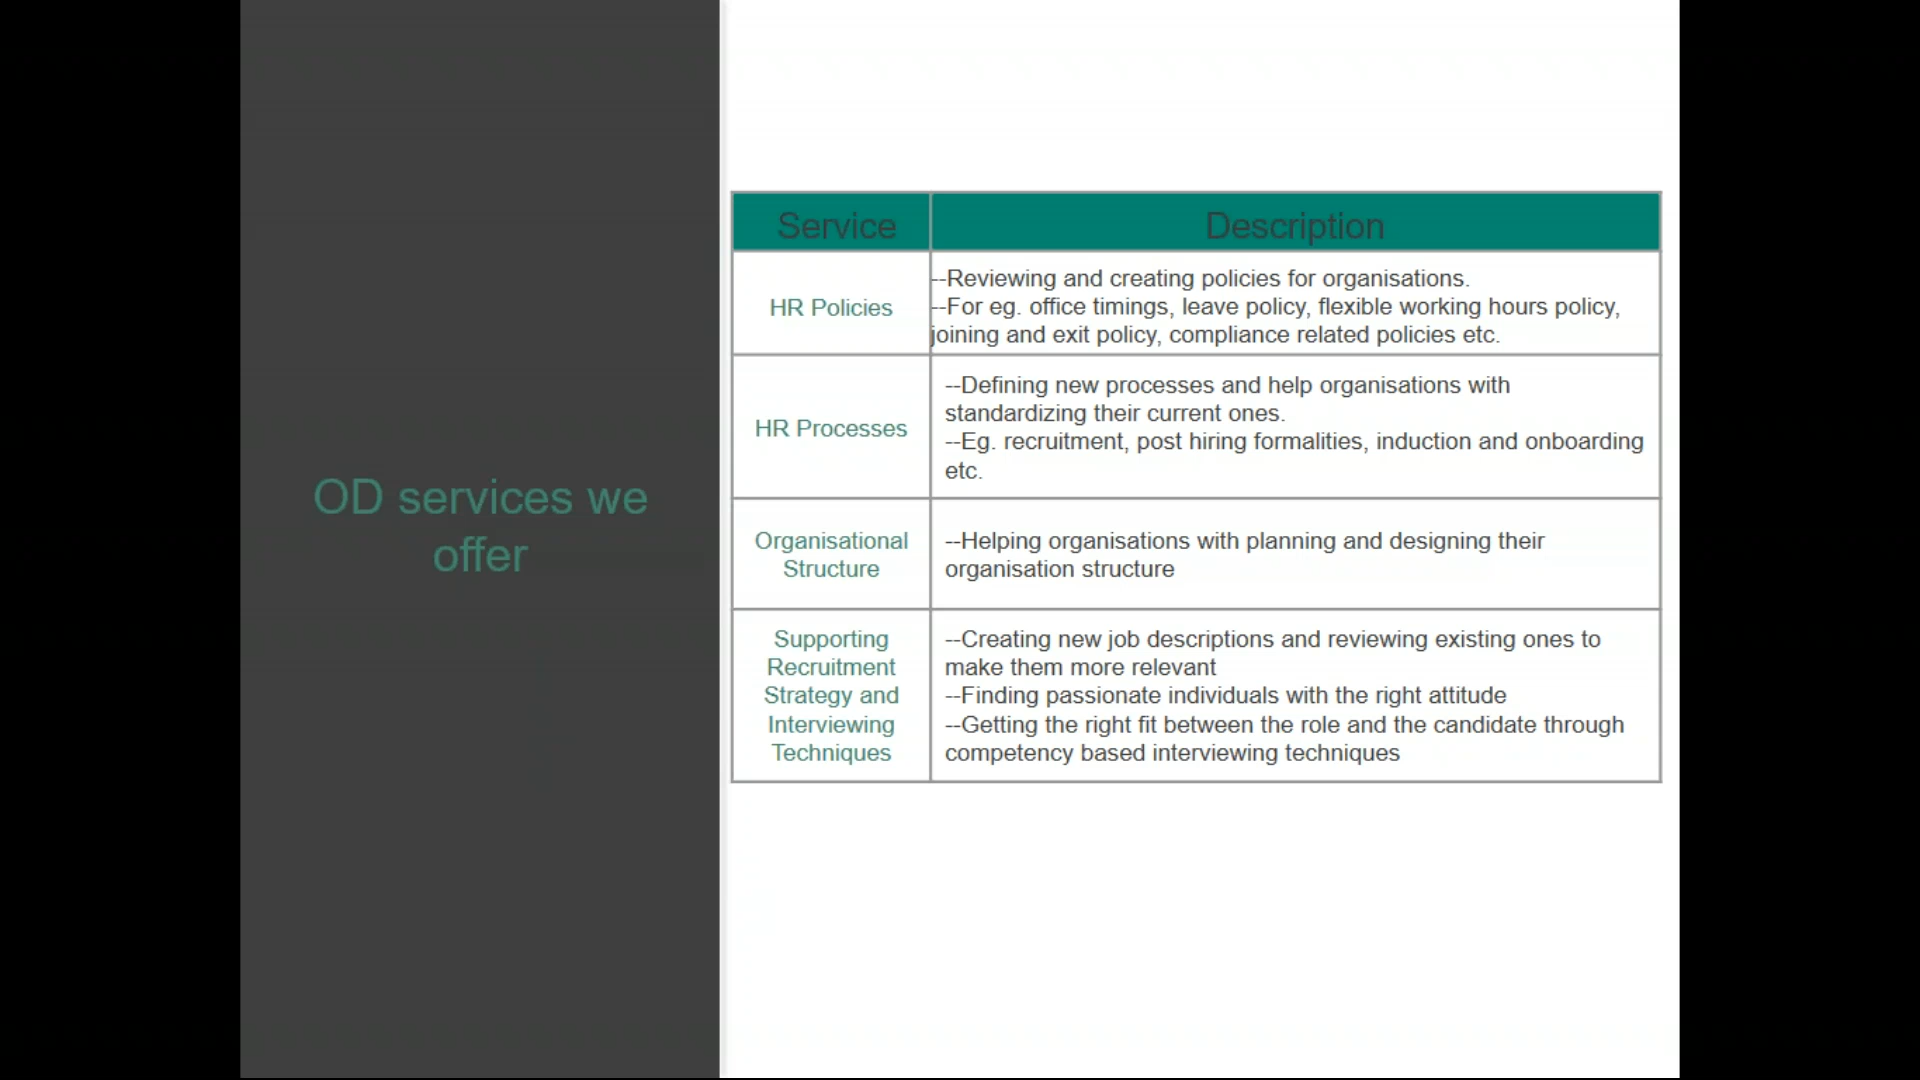 OD services we
offer
Service
Description
HR Policies
--Reviewing and creating policies for organisations.
--For eg. office timings, leave policy, flexible working hours policy,
joining and exit policy, compliance related policies etc.
HR Processes
--Defining new processes and help organisations with
standardizing their current ones.
--Eg. recruitment, post hiring formalities, induction and onboarding
etc.
Organisational
Structure
--Helping organisations with planning and designing their
organisation structure
Supporting
Recruitment
Strategy and
Interviewing
Techniques
--Creating new job descriptions and reviewing existing ones to
make them more relevant
--Finding passionate individuals with the right attitude
--Getting the right fit between the role and the candidate through
competency based interviewing techniques